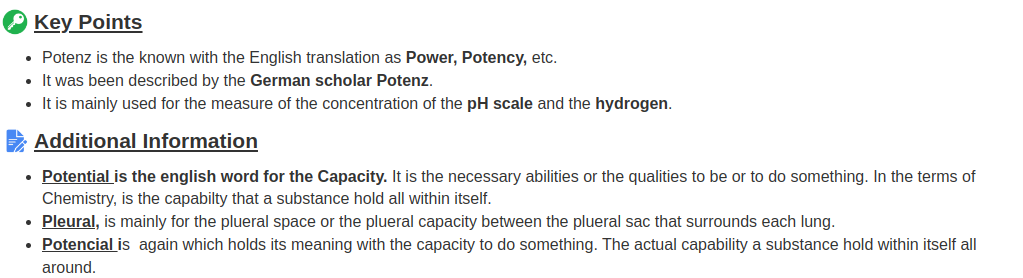 Key Points
Potenz is the known with the English translation as Power, Potency, etc.
It was been described by the German scholar Potenz.
It is mainly used for the measure of the concentration of the pH scale and the hydrogen.
Additional Information
Potential is the english word for the Capacity. It is the necessary abilities or the qualities to be or to do something. In the terms of
Chemistry, is the capabilty that a substance hold all within itself.
Pleural, is mainly for the plueral space or the plueral capacity between the plueral sac that surrounds each lung.
Potencial is  again which holds its meaning with the capacity to do something. The actual capability a substance hold within itself all
around.